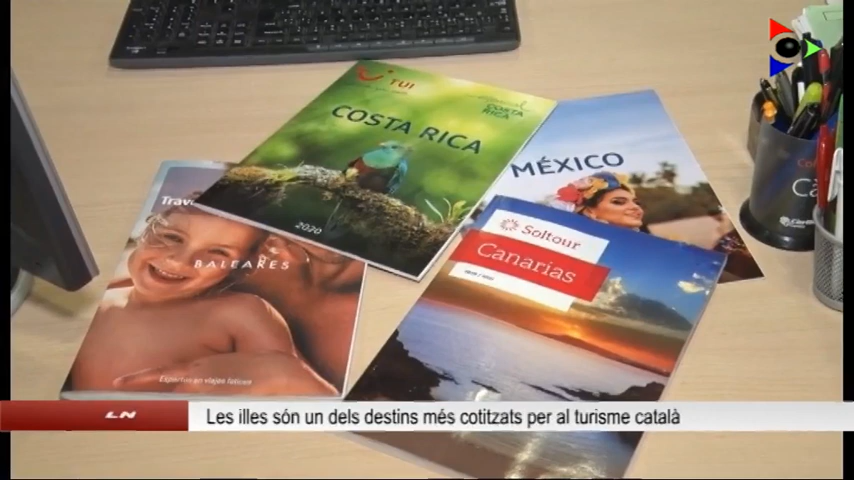 TUI
COSTA RICA
COSTA
RICA
2020
MÉXICO
Trave
BALEARES
Expertos en viajes felices
Soltour
Canarias
LN
Les illes són un dels destins més cotitzats per al turisme català